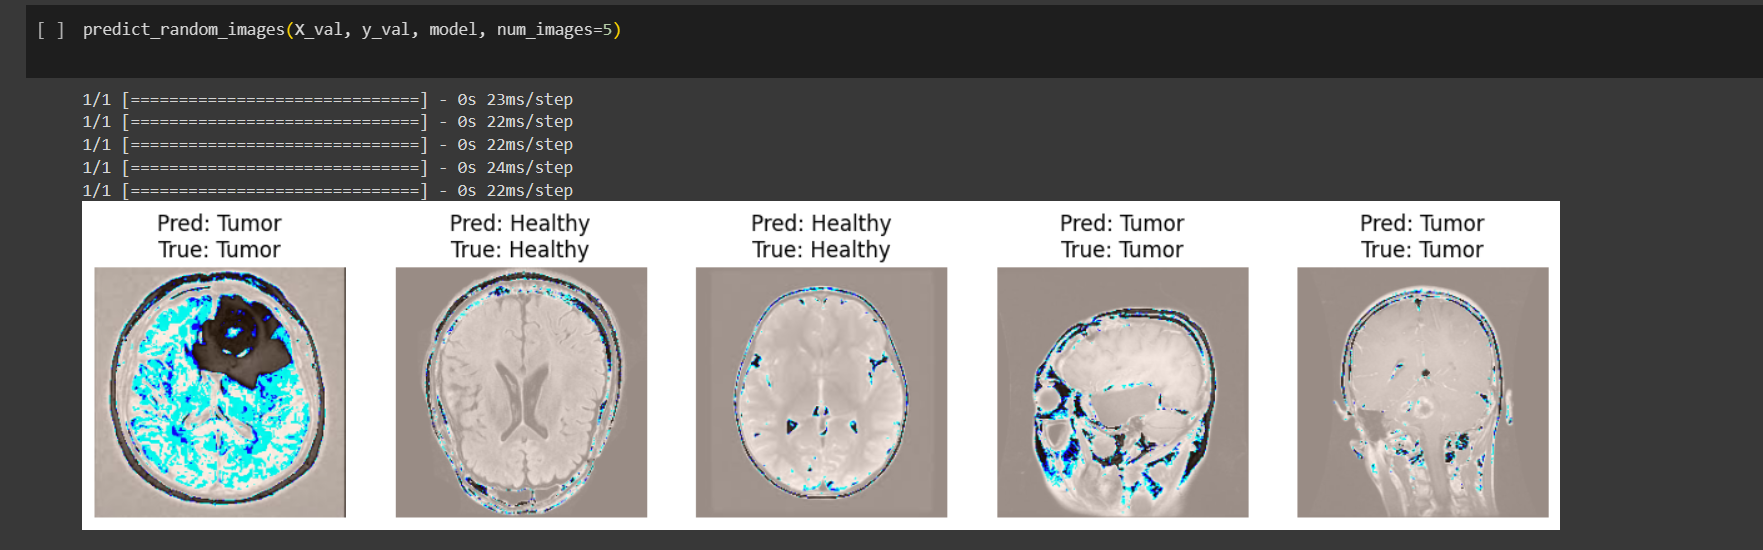 [ ] predict_random_images(X_val, y_val, model, num_images=5)
1/1 [==============================] - 0s 23ms/step
1/1 [==============================] - 0s 22ms/step
1/1 [==============================] - 0s 22ms/step
1/1 [==============================] - 0s 24ms/step
1/1 [==============================] - 0s 22ms/step
Pred: Tumor
True: Tumor
Pred: Healthy
True: Healthy
Pred: Healthy
True: Healthy
Pred: Tumor
True: Tumor
Pred: Tumor
True: Tumor